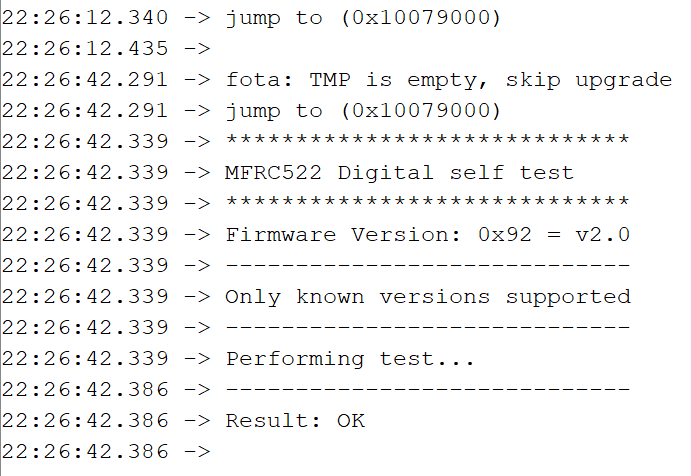 22:26:12.340 -> jump to (0x10079000)
22:26:12.435 ->
22:26:42.291 -> fota: TMP is empty, skip upgrade
22:26:42.291 -> jump to (0x10079000)
22:26:42.339 -> *****************************
22:26:42.339 -> MFRC522 Digital self test
22:26:42.339 -> *****************************
22:26:42.339 -> Firmware Version: 0x92 = v2.0
22:26:42.339 -> -----------------------------
22:26:42.339 -> Only known versions supported
22:26:42.339 -> -----------------------------
22:26:42.339 -> Performing test...
22:26:42.386 -> -----------------------------
22:26:42.386 -> Result: OK
22:26:42.386 ->